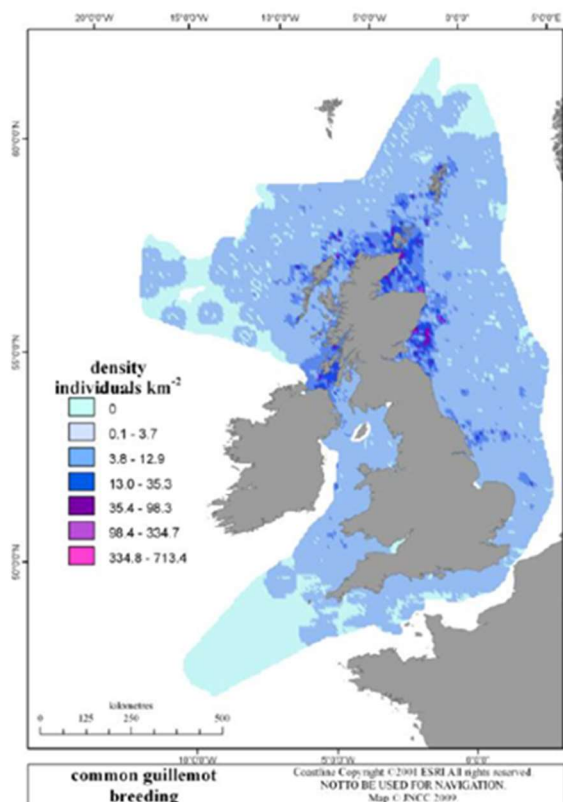 20°0'0"W 15°0'0"W 10°0'0"W 5°0'0"W 0°0'0" 5°0'0"E
60°0'0"N
55°0'0"N
50°0'0"N
density
individuals km⁻²
0
0.1 - 3.7
3.8 - 12.9
13.0 - 35.3
35.4 - 98.3
98.4 - 334.7
334.8 - 713.4
kilometres
0 125 250 500
10°0'0"W 5°0'0"W 0°0'0"
common guillemot
breeding
Coastline Copyright ©2001 ESRI All rights reserved.
NOT TO BE USED FOR NAVIGATION.
Map © JNCC 2009